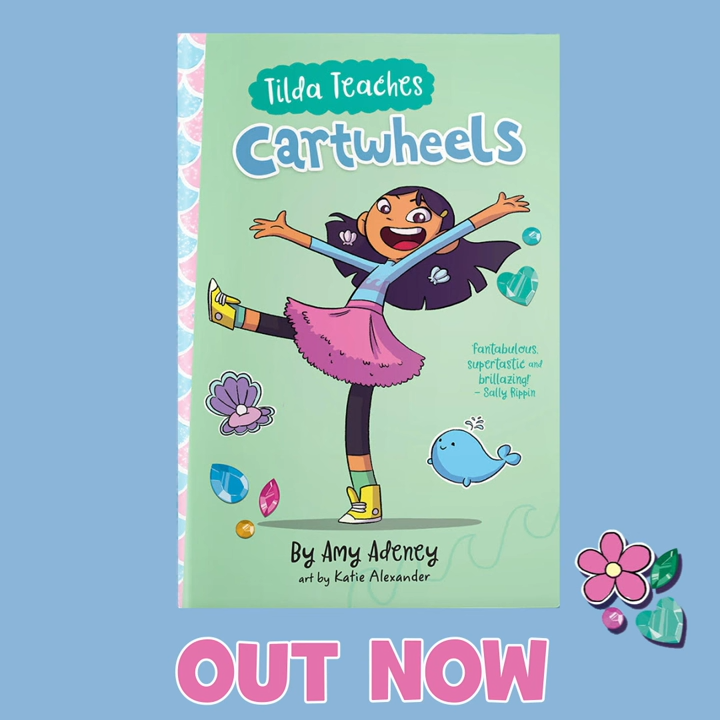 Tilda Teaches
Cartwheels
fantabulous,
supertastic and
brillazing!
– Sally Rippin
By Amy Adeney
art by Katie Alexander
OUT NOW